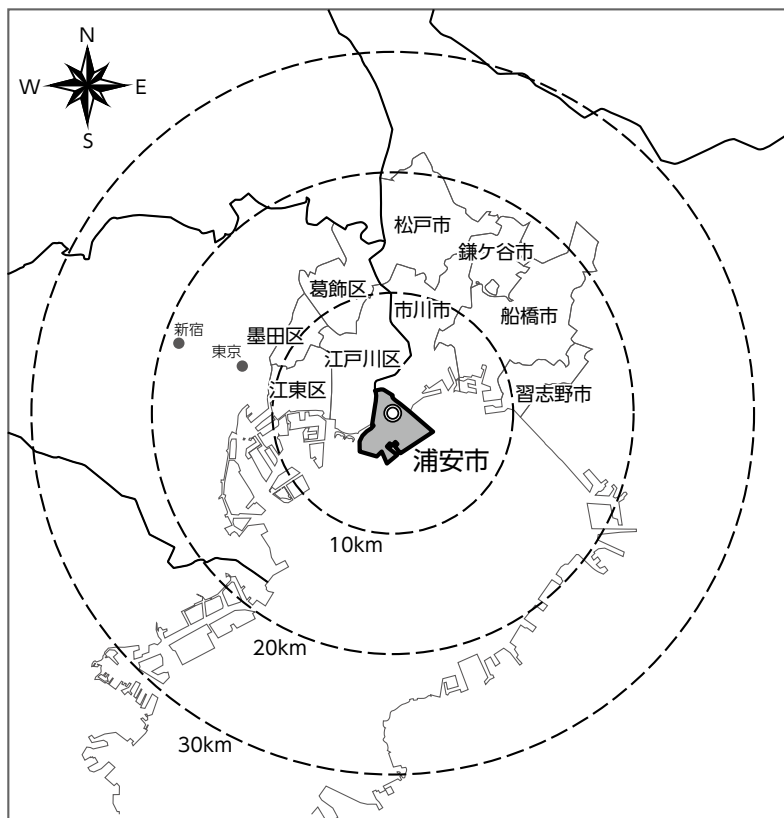 N
W
E
S
松戸市
鎌ケ谷市
葛飾区
市川市
船橋市
新宿
墨田区
東京
江戸川区
江東区
習志野市
浦安市
10km
20km
30km